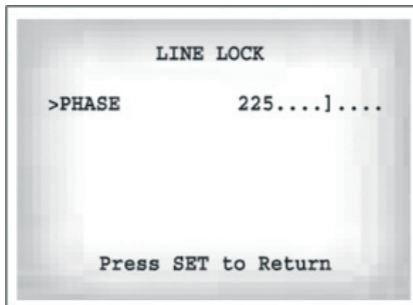 LINE LOCK
>PHASE 225....]....
Press SET to Return